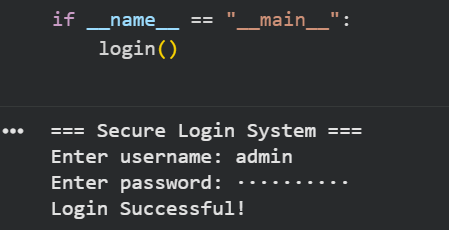 if __name__ == "__main__":
    login()
=== Secure Login System ===
Enter username: admin
Enter password: ··········
Login Successful!